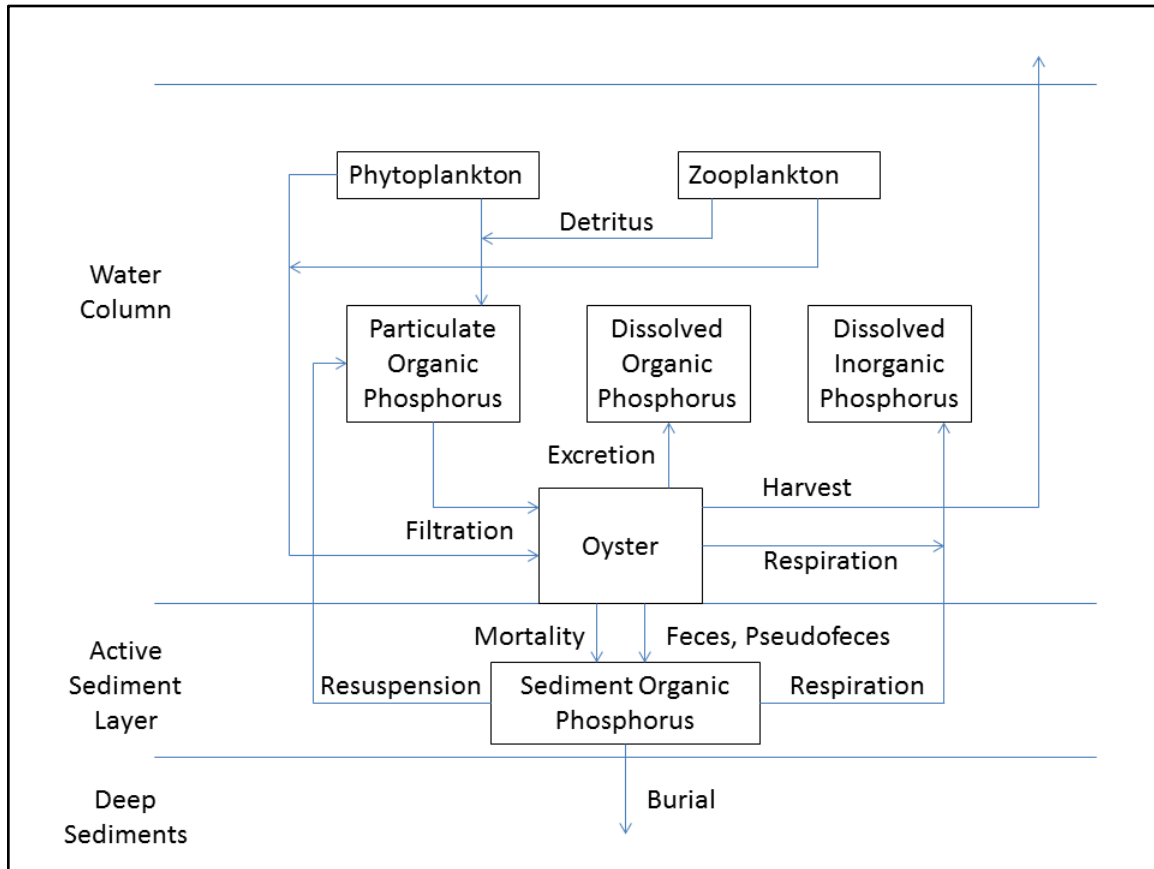 Phytoplankton
Zooplankton
Detritus
Water
Column
Particulate
Organic
Phosphorus
Dissolved
Organic
Phosphorus
Dissolved
Inorganic
Phosphorus
Excretion
Harvest
Filtration
Oyster
Respiration
Mortality
Feces, Pseudofeces
Active
Sediment
Layer
Resuspension
Sediment Organic
Phosphorus
Respiration
Deep
Sediments
Burial